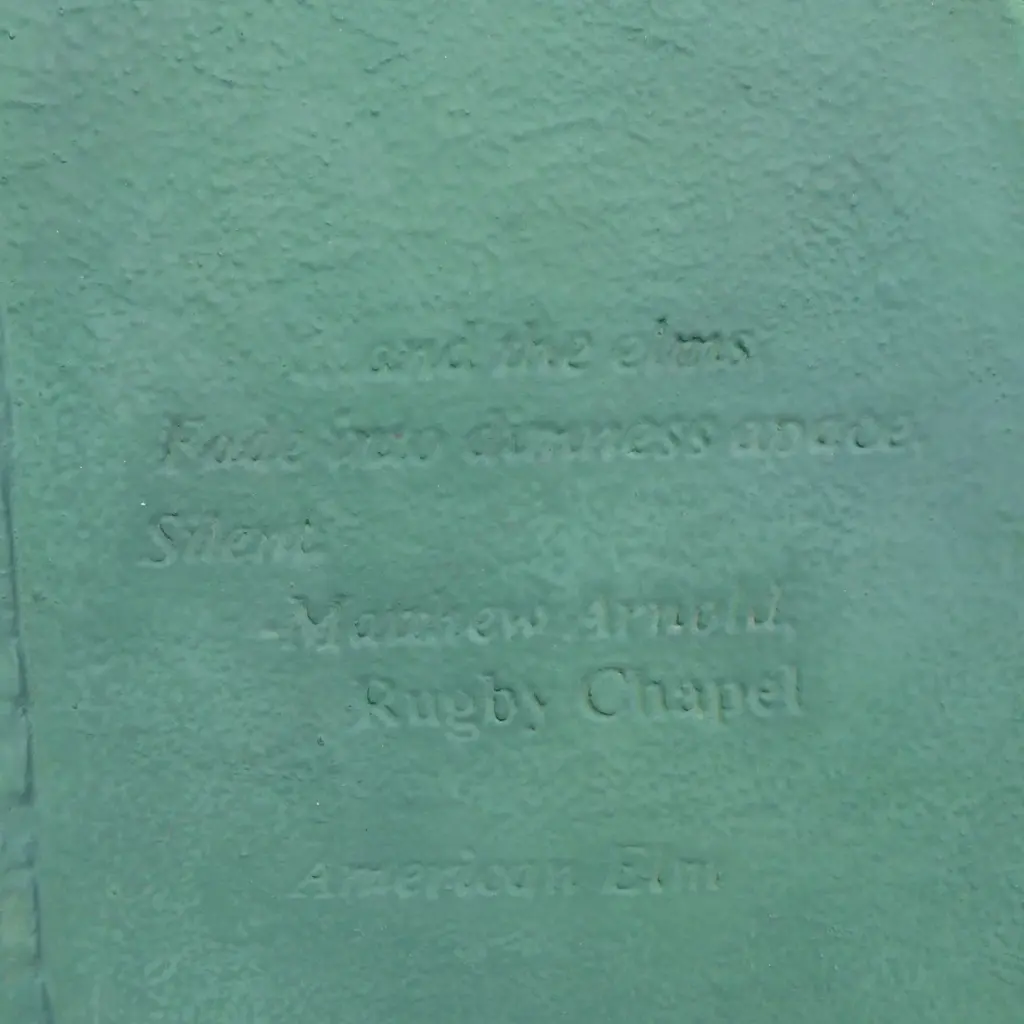 ... and the elms
Fade into dimness apace,
Silent
-Matthew Arnold,
Rugby Chapel
American Elm